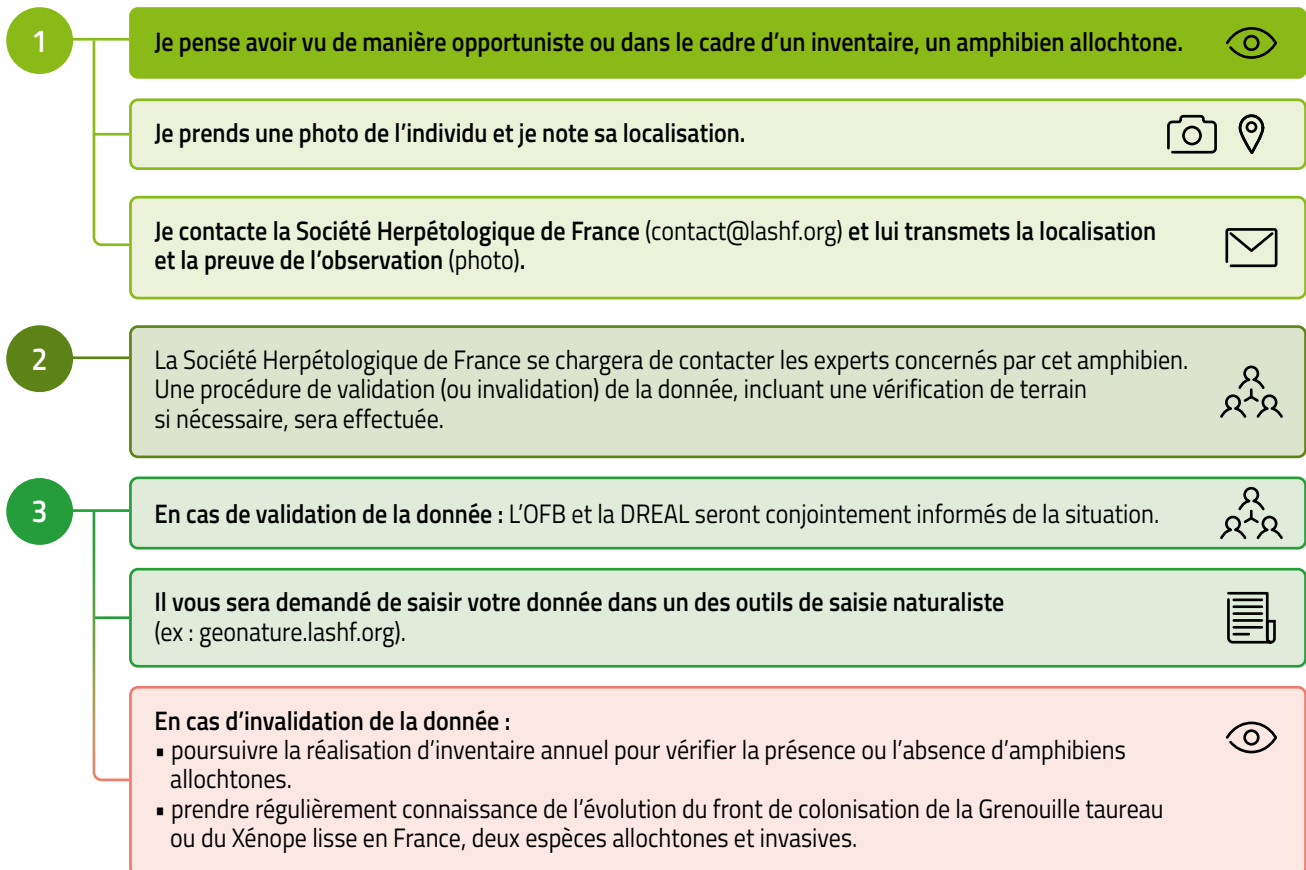 1
Je pense avoir vu de manière opportuniste ou dans le cadre d'un inventaire, un amphibien allochtone.
Je prends une photo de l'individu et je note sa localisation.
Je contacte la Société Herpétologique de France (contact@lashf.org) et lui transmets la localisation
et la preuve de l'observation (photo).
2
La Société Herpétologique de France se chargera de contacter les experts concernés par cet amphibien.
Une procédure de validation (ou invalidation) de la donnée, incluant une vérification de terrain
si nécessaire, sera effectuée.
3
En cas de validation de la donnée : L'OFB et la DREAL seront conjointement informés de la situation.
Il vous sera demandé de saisir votre donnée dans un des outils de saisie naturaliste
(ex : geonature.lashf.org).
En cas d'invalidation de la donnée :
▪ poursuivre la réalisation d'inventaire annuel pour vérifier la présence ou l'absence d'amphibiens
allochtones.
▪ prendre régulièrement connaissance de l'évolution du front de colonisation de la Grenouille taureau
ou du Xénope lisse en France, deux espèces allochtones et invasives.